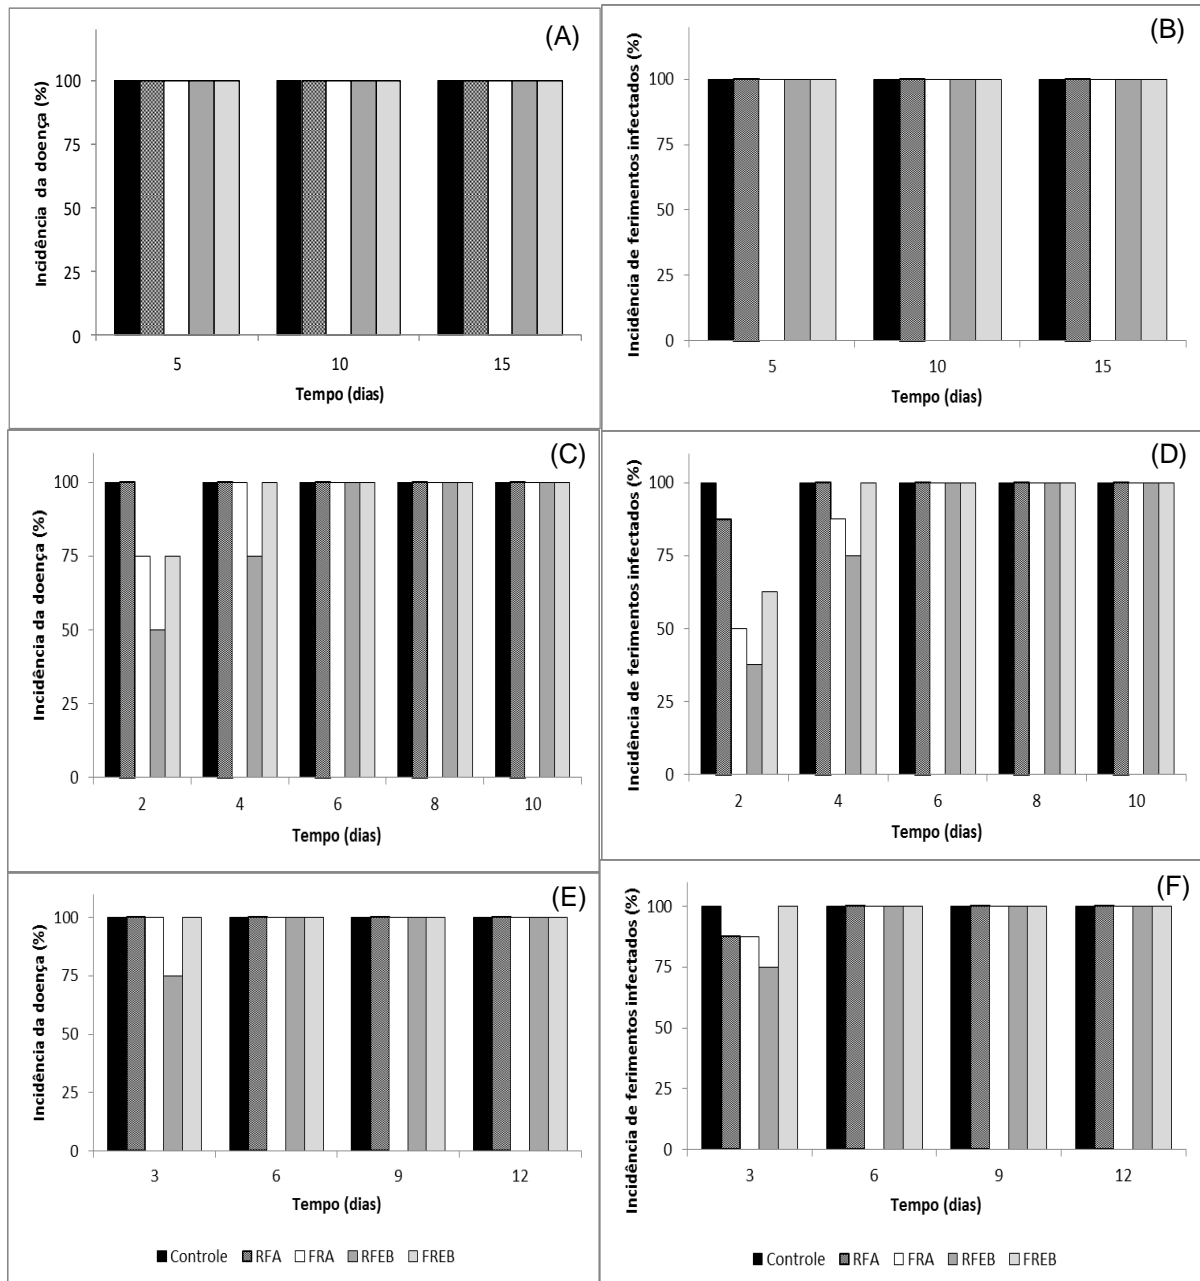 (A)
Incidência da doença (%)
100
75
50
25
0
5 10 15
Tempo (dias)
(B)
Incidência de ferimentos infectados (%)
100
75
50
25
0
5 10 15
Tempo (dias)
(C)
Incidência da doença (%)
100
75
50
25
0
2 4 6 8 10
Tempo (dias)
(D)
Incidência de ferimentos infectados (%)
100
75
50
25
0
2 4 6 8 10
Tempo (dias)
(E)
Incidência da doença (%)
100
75
50
25
0
3 6 9 12
Tempo (dias)
Controle RFA FRA RFEB FREB
(F)
Incidência de ferimentos infectados (%)
100
75
50
25
0
3 6 9 12
Tempo (dias)
Controle RFA FRA RFEB FREB